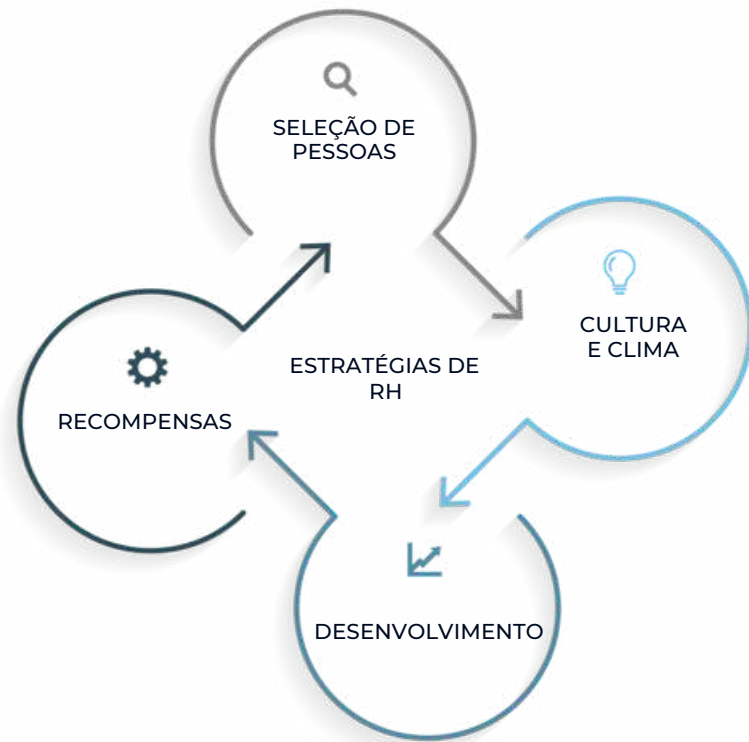 SELEÇÃO DE
PESSOAS
CULTURA
E CLIMA
ESTRATÉGIAS DE
RH
RECOMPENSAS
DESENVOLVIMENTO